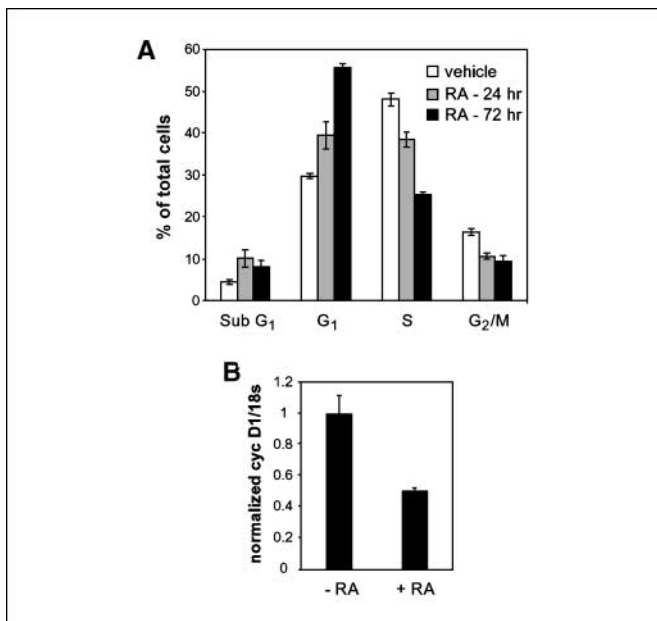 A
60
50
40
30
20
10
0
% of total cells
vehicle
RA - 24 hr
RA - 72 hr
Sub G1
G1
S
G2/M
B
1.2
1
0.8
0.6
0.4
0.2
0
normalized cyc D1/18s
- RA
+ RA